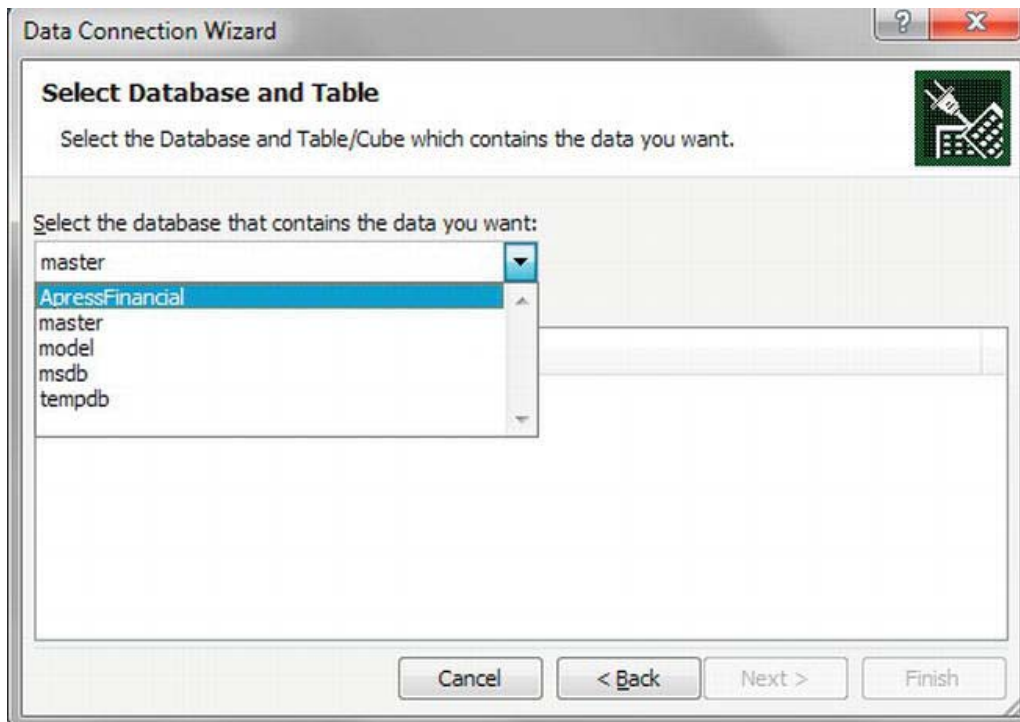 Data Connection Wizard
?
Select Database and Table
Select the Database and Table/Cube which contains the data you want.
Select the database that contains the data you want:
master
ApressFinancial
master
model
msdb
tempdb
Cancel
< Back
Next >
Finish